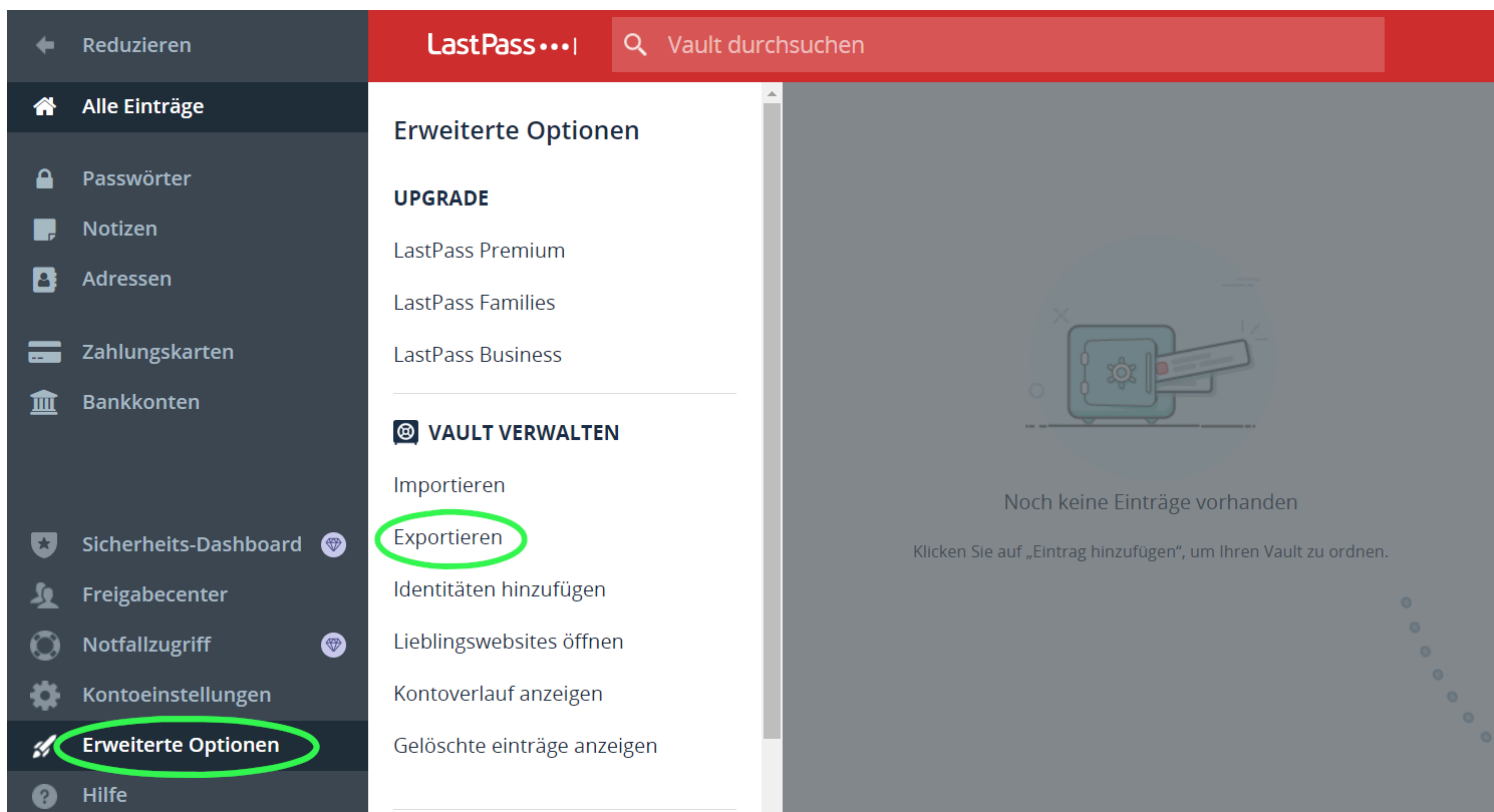 Reduzieren
Alle Einträge
Passwörter
Notizen
Adressen
Zahlungskarten
Bankkonten
Sicherheits-Dashboard
Freigabecenter
Notfallzugriff
Kontoeinstellungen
Erweiterte Optionen
Hilfe
LastPass
Vault durchsuchen
Erweiterte Optionen
UPGRADE
LastPass Premium
LastPass Families
LastPass Business
VAULT VERWALTEN
Importieren
Exportieren
Identitäten hinzufügen
Lieblingswebsites öffnen
Kontoverlauf anzeigen
Gelöschte einträge anzeigen
Noch keine Einträge vorhanden
Klicken Sie auf „Eintrag hinzufügen“, um Ihren Vault zu ordnen.